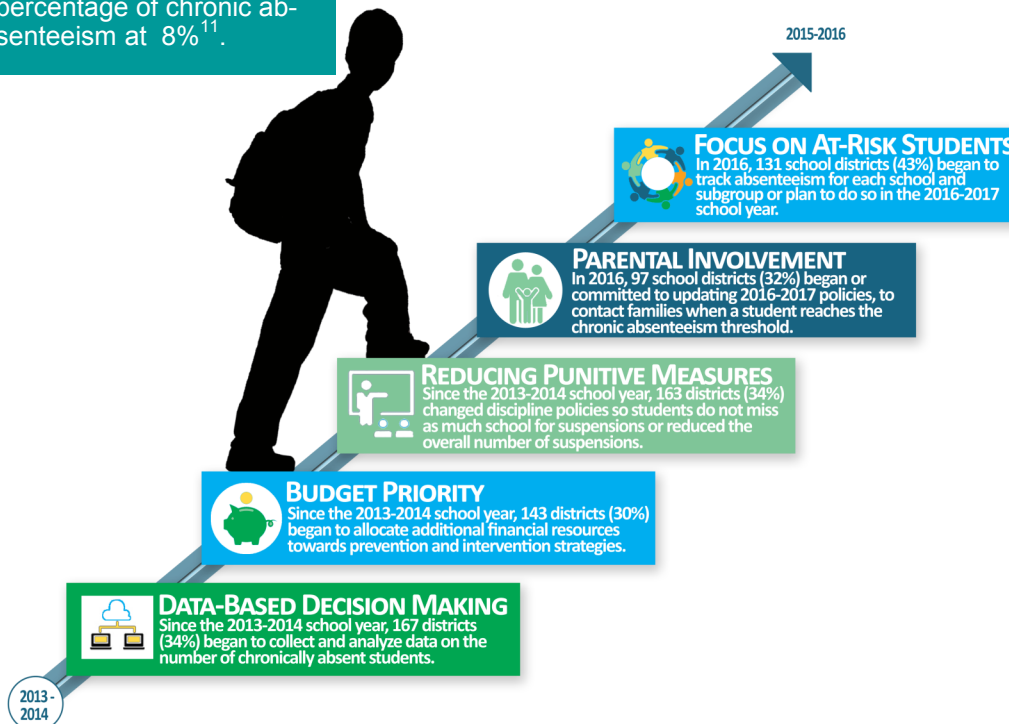 percentage of chronic ab-
senteeism at 8%11.
2015-2016
FOCUS ON AT-RISK STUDENTS
In 2016, 131 school districts (43%) began to
track absenteeism for each school and
subgroup or plan to do so in the 2016-2017
school year.
PARENTAL INVOLVEMENT
In 2016, 97 school districts (32%) began or
committed to updating 2016-2017 policies, to
contact families when a student reaches the
chronic absenteeism threshold.
REDUCING PUNITIVE MEASURES
Since the 2013-2014 school year, 163 districts (34%)
changed discipline policies so students do not miss
as much school for suspensions or reduced the
overall number of suspensions.
BUDGET PRIORITY
Since the 2013-2014 school year, 143 districts (30%)
began to allocate additional financial resources
towards prevention and intervention strategies.
DATA-BASED DECISION MAKING
Since the 2013-2014 school year, 167 districts
(34%) began to collect and analyze data on the
number of chronically absent students.
2013 -
2014